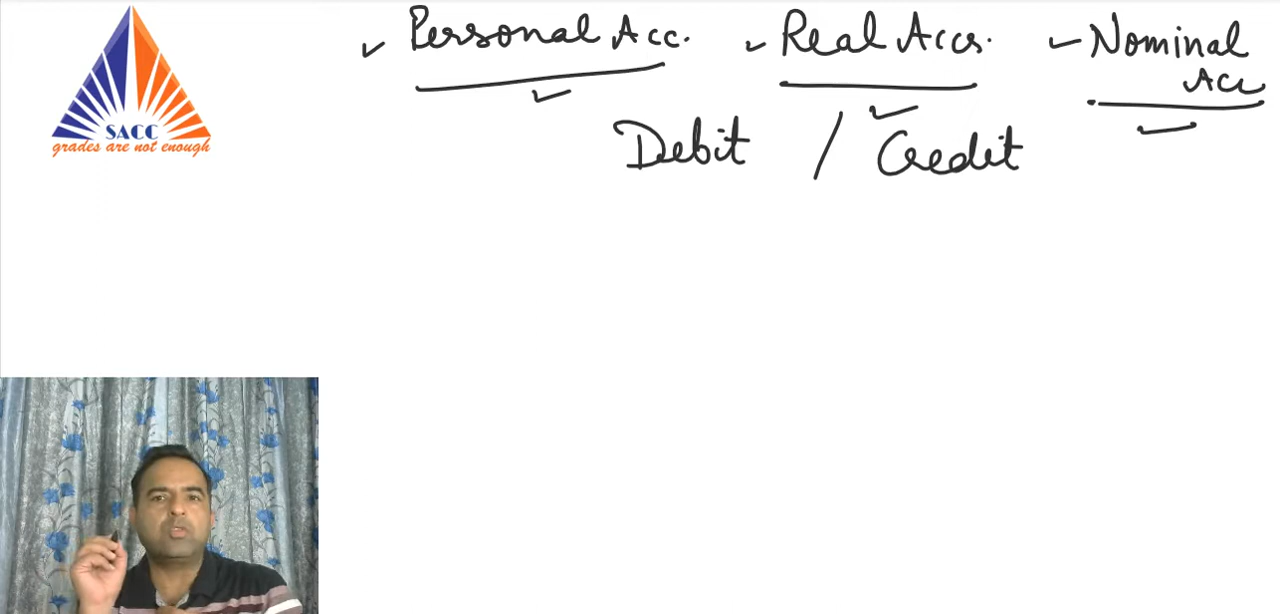 Personal Acc. Real Accs. Nominal Acc
Debit / Credit
SACC
grades are not enough